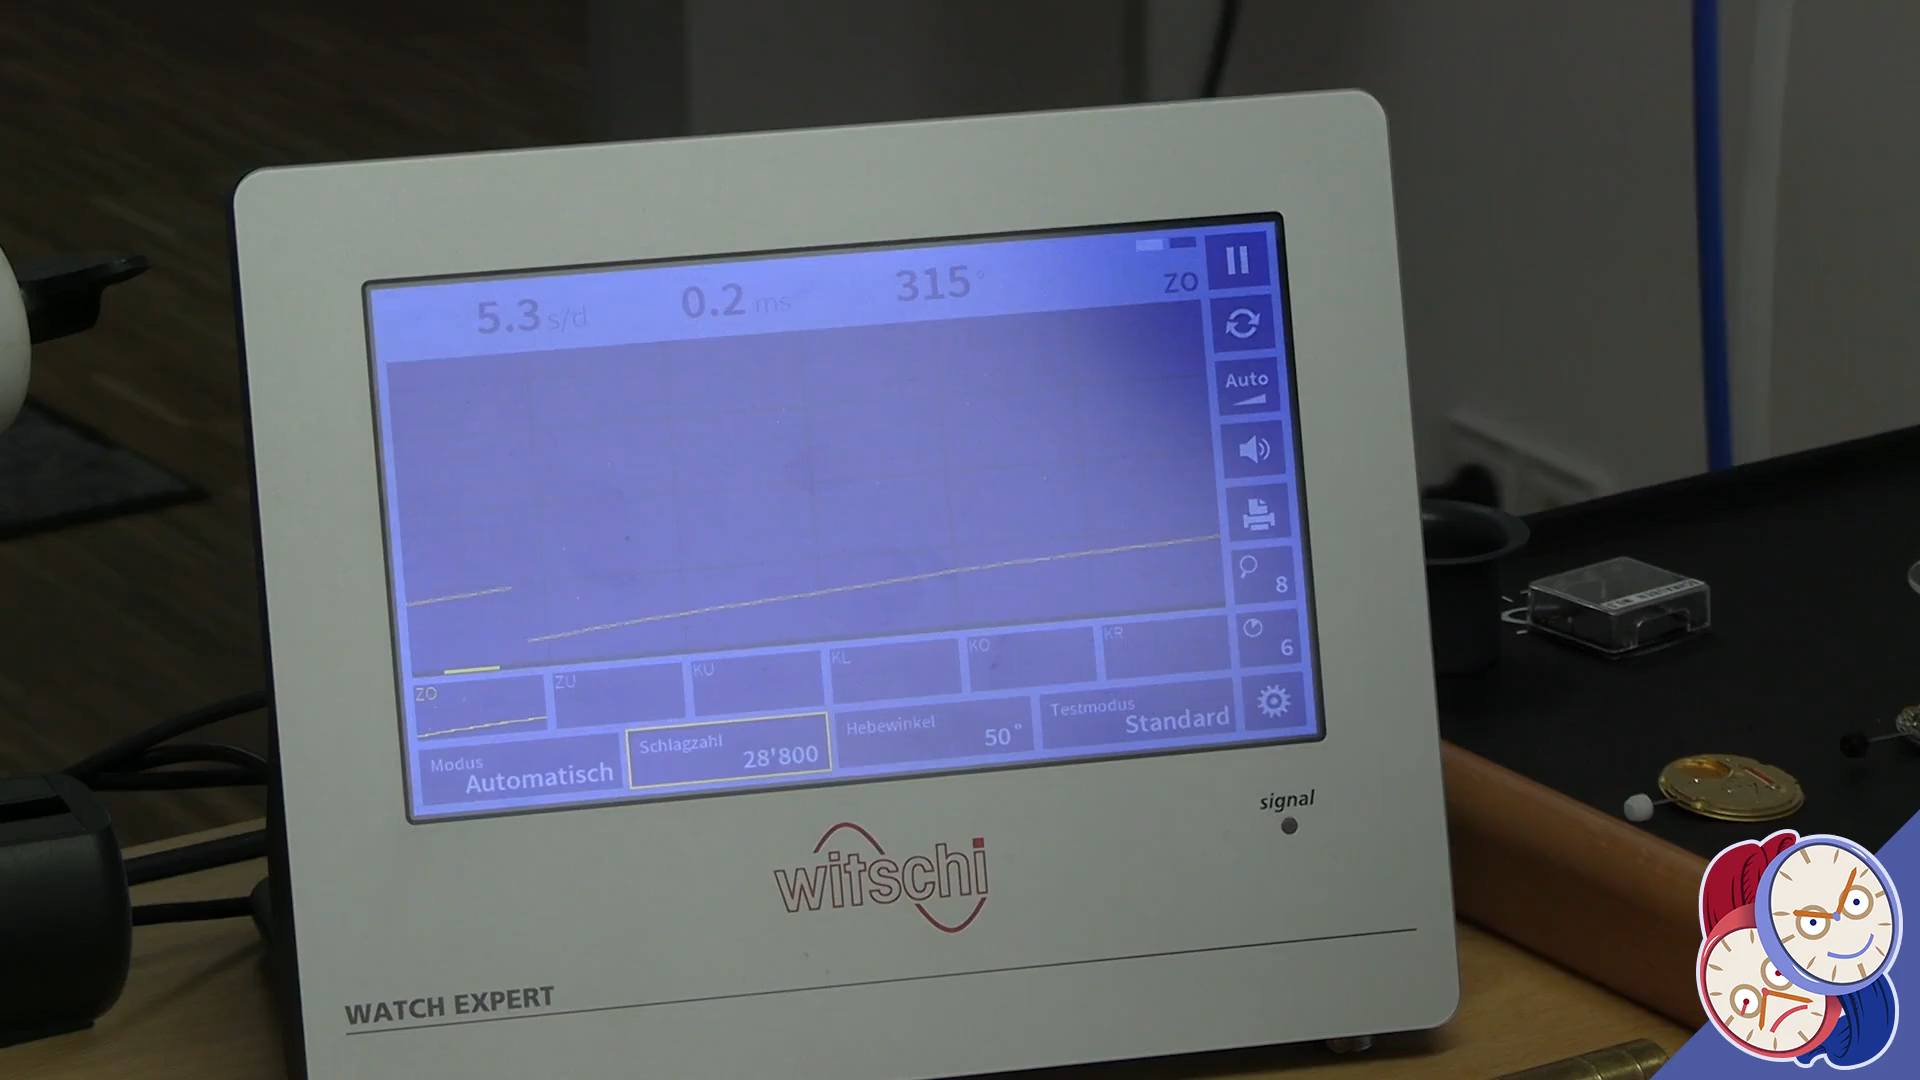 5.3 s/d 0.2 ms 315° ZO
Auto
8
6
ZO ZU KU KL KO KR
Modus
Automatisch
Schlagzahl
28'800
Hebewinkel
50°
Testmodus
Standard
signal
witschi
WATCH EXPERT